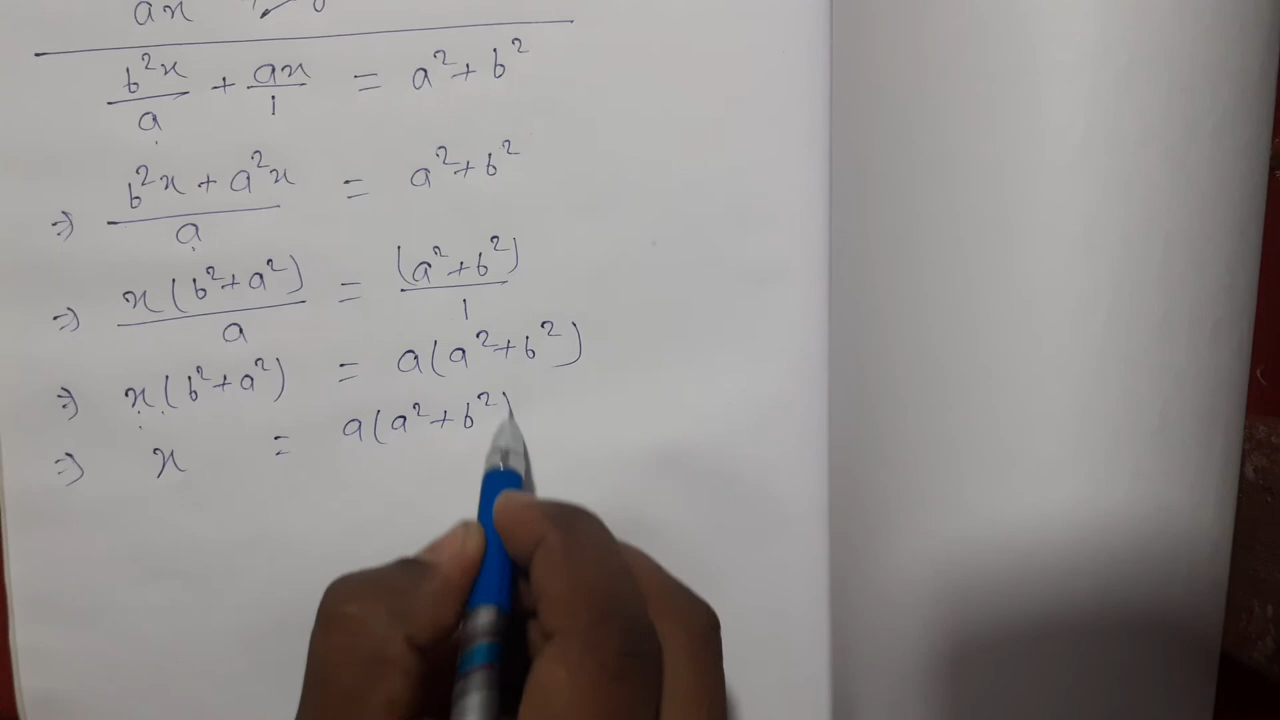 ax
b²x/a + ax/1 = a² + b²
⇒ (b²x + a²x)/a = a² + b²
⇒ x(b² + a²)/a = (a² + b²)/1
⇒ x(b² + a²) = a(a² + b²)
⇒ x = a(a² + b²)